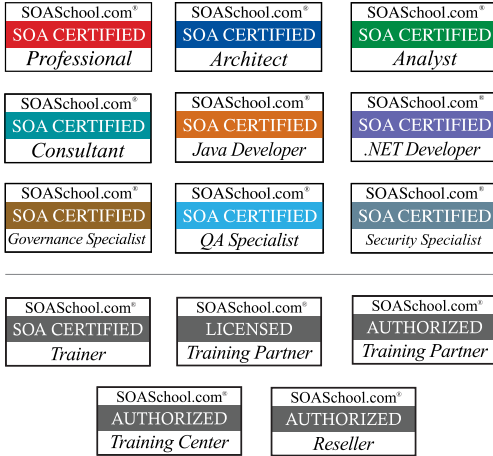 SOASchool.com®
SOA CERTIFIED
Professional
SOASchool.com®
SOA CERTIFIED
Architect
SOASchool.com®
SOA CERTIFIED
Analyst
SOASchool.com®
SOA CERTIFIED
Consultant
SOASchool.com®
SOA CERTIFIED
Java Developer
SOASchool.com®
SOA CERTIFIED
.NET Developer
SOASchool.com®
SOA CERTIFIED
Governance Specialist
SOASchool.com®
SOA CERTIFIED
QA Specialist
SOASchool.com®
SOA CERTIFIED
Security Specialist
SOASchool.com®
SOA CERTIFIED
Trainer
SOASchool.com®
LICENSED
Training Partner
SOASchool.com®
AUTHORIZED
Training Partner
SOASchool.com®
AUTHORIZED
Training Center
SOASchool.com®
AUTHORIZED
Reseller